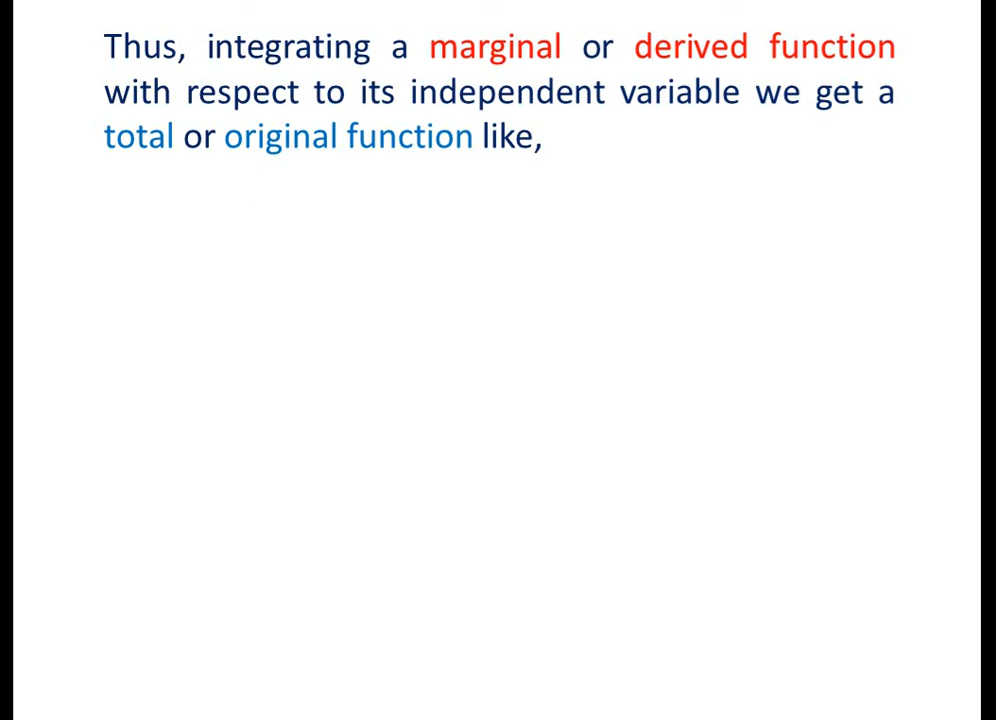 Thus, integrating a marginal or derived function
with respect to its independent variable we get a
total or original function like,